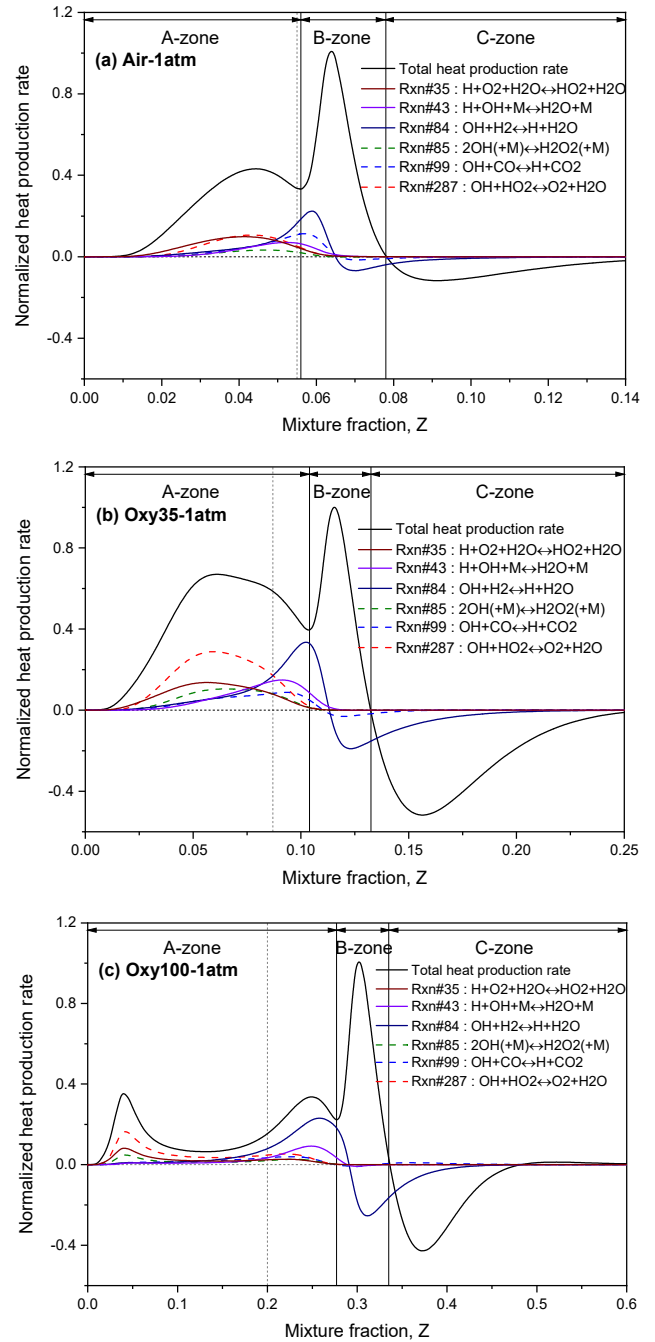 A-zone B-zone C-zone
(a) Air-1atm
Total heat production rate
Rxn#35 : H+O2+H2O↔HO2+H2O
Rxn#43 : H+OH+M↔H2O+M
Rxn#84 : OH+H2↔H+H2O
Rxn#85 : 2OH(+M)↔H2O2(+M)
Rxn#99 : OH+CO↔H+CO2
Rxn#287 : OH+HO2↔O2+H2O
Normalized heat production rate
1.2
0.8
0.4
0.0
-0.4
0.00 0.02 0.04 0.06 0.08 0.10 0.12 0.14
Mixture fraction, Z
A-zone B-zone C-zone
(b) Oxy35-1atm
Total heat production rate
Rxn#35 : H+O2+H2O↔HO2+H2O
Rxn#43 : H+OH+M↔H2O+M
Rxn#84 : OH+H2↔H+H2O
Rxn#85 : 2OH(+M)↔H2O2(+M)
Rxn#99 : OH+CO↔H+CO2
Rxn#287 : OH+HO2↔O2+H2O
Normalized heat production rate
1.2
0.8
0.4
0.0
-0.4
0.00 0.05 0.10 0.15 0.20 0.25
Mixture fraction, Z
A-zone B-zone C-zone
(c) Oxy100-1atm
Total heat production rate
Rxn#35 : H+O2+H2O↔HO2+H2O
Rxn#43 : H+OH+M↔H2O+M
Rxn#84 : OH+H2↔H+H2O
Rxn#85 : 2OH(+M)↔H2O2(+M)
Rxn#99 : OH+CO↔H+CO2
Rxn#287 : OH+HO2↔O2+H2O
Normalized heat production rate
1.2
0.8
0.4
0.0
-0.4
0.0 0.1 0.2 0.3 0.4 0.5 0.6
Mixture fraction, Z